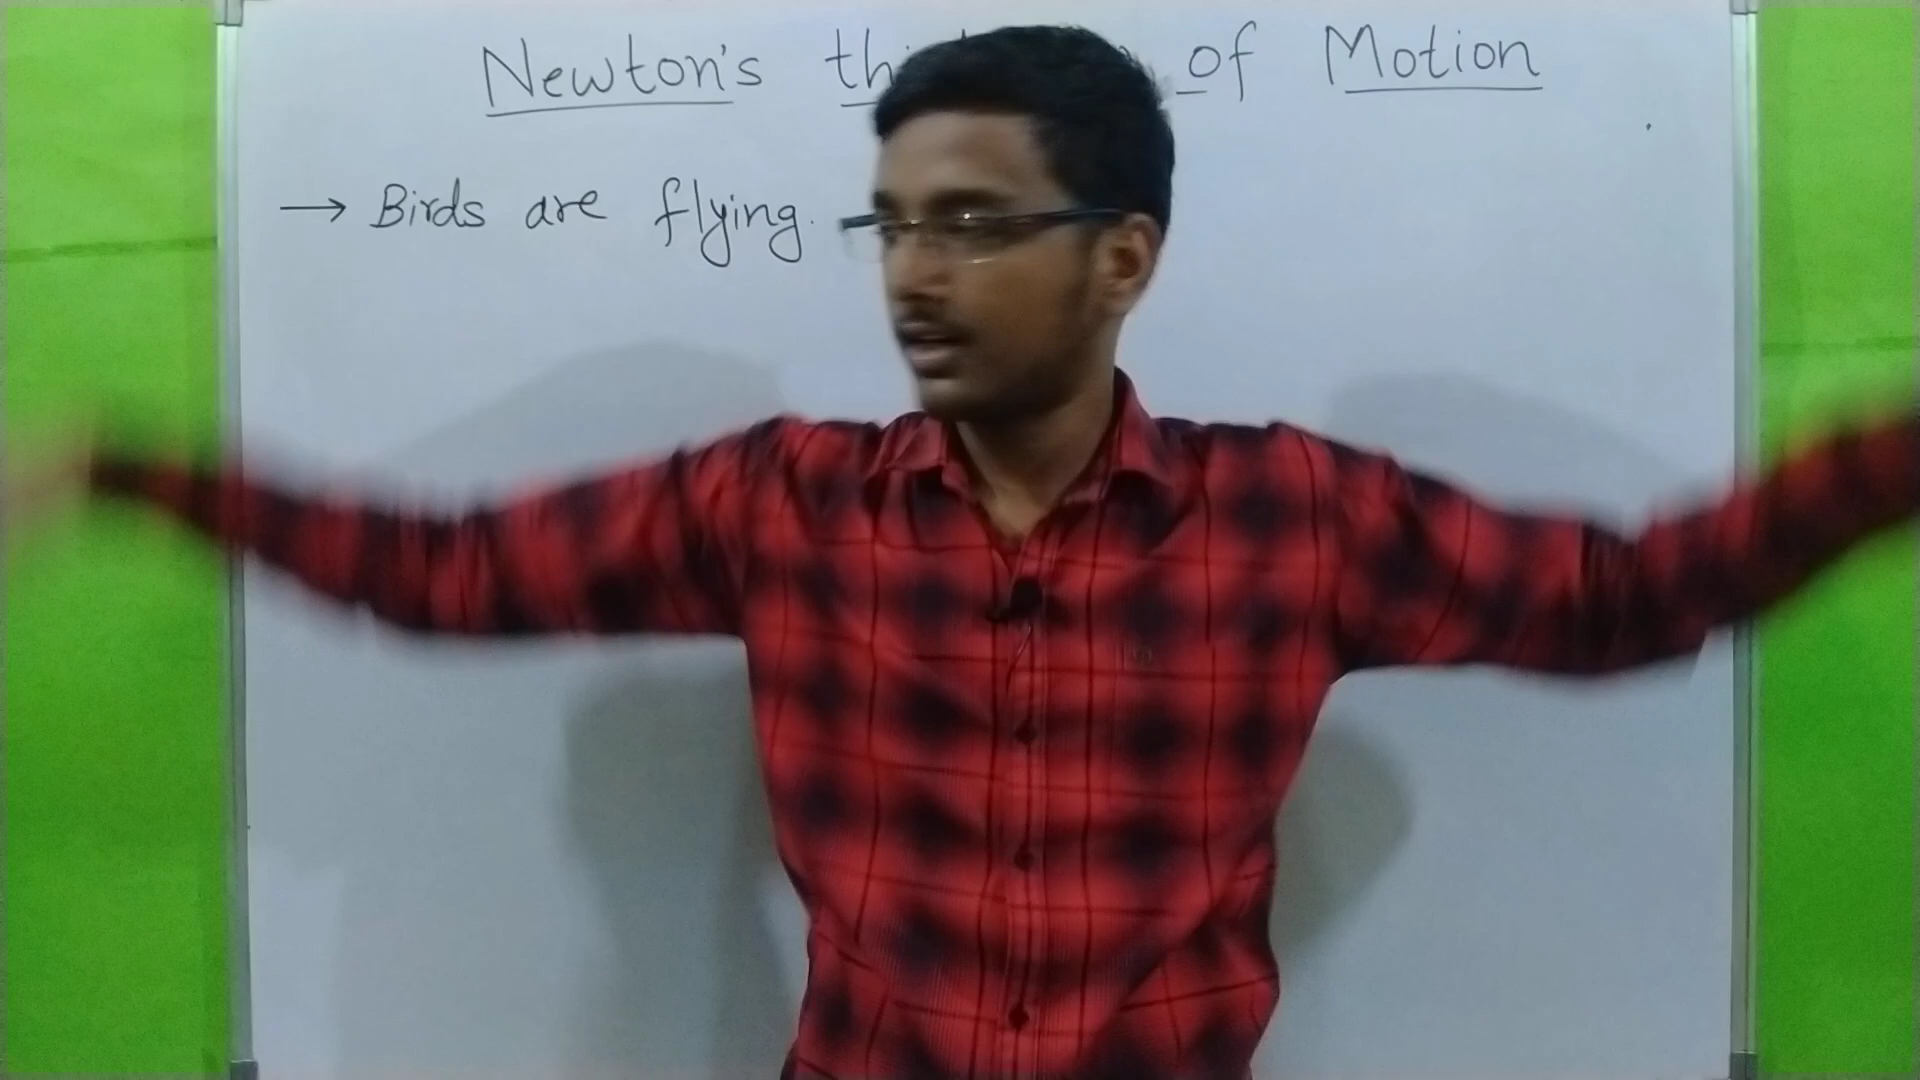 Newton's of Motion
→ Birds are flying.